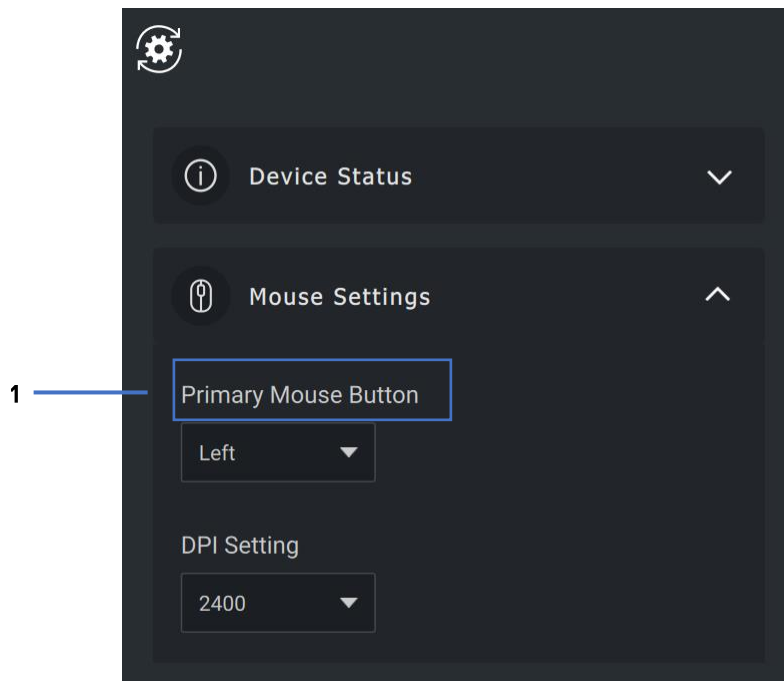 Device Status
Mouse Settings
1
Primary Mouse Button
Left
DPI Setting
2400